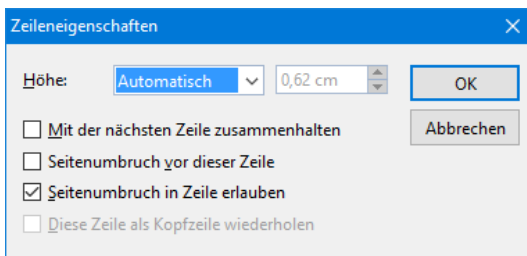 Zeileneigenschaften
Höhe: Automatisch 0,62 cm OK
Mit der nächsten Zeile zusammenhalten Abbrechen
Seitenumbruch vor dieser Zeile
Seitenumbruch in Zeile erlauben
Diese Zeile als Kopfzeile wiederholen